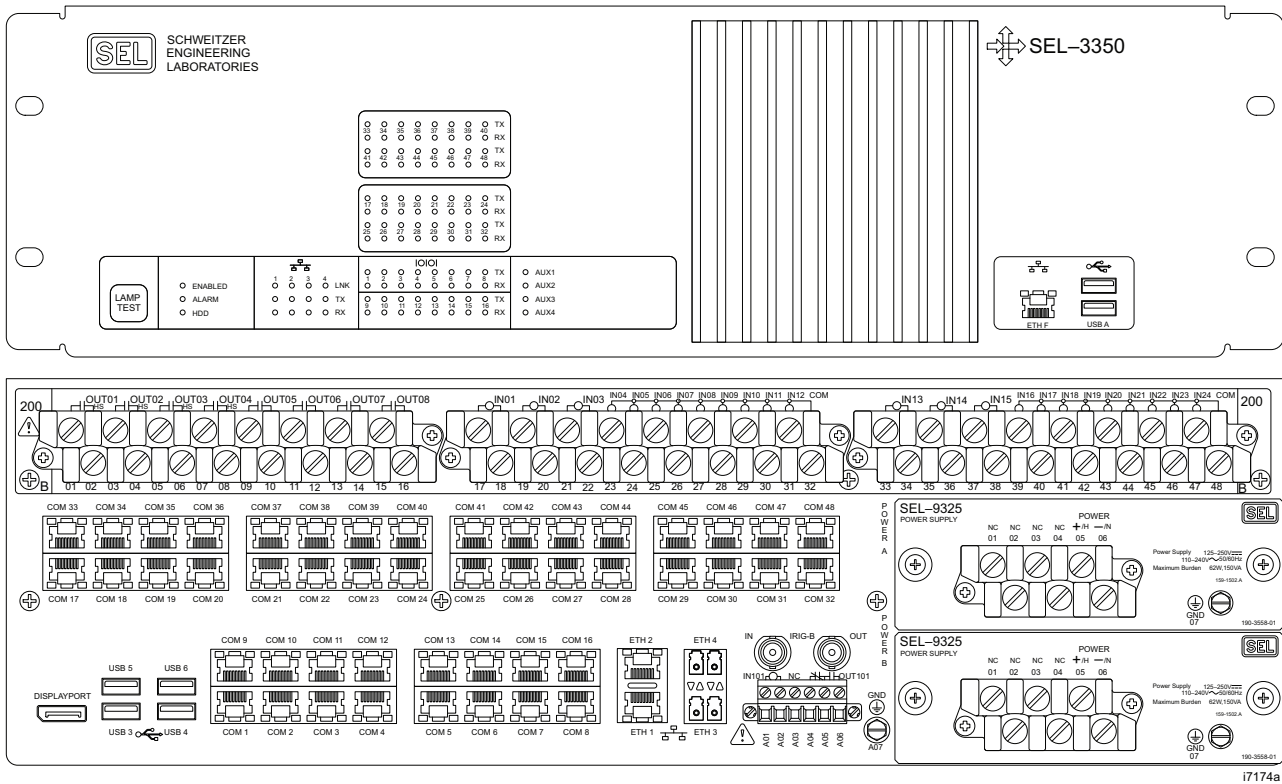 SEL
SCHWEITZER
ENGINEERING
LABORATORIES
SEL–3350
33 34 35 36 37 38 39 40 TX
RX
41 42 43 44 45 46 47 48 TX
RX
17 18 19 20 21 22 23 24 TX
RX
25 26 27 28 29 30 31 32 TX
RX
LAMP
TEST
ENABLED
ALARM
HDD
1 2 3 4 LNK
TX
RX
IOIOI
1 2 3 4 5 6 7 8 TX
RX
9 10 11 12 13 14 15 16 TX
RX
AUX1
AUX2
AUX3
AUX4
ETH F
USB A
200 OUT01 OUT02 OUT03 OUT04 OUT05 OUT06 OUT07 OUT08
HS HS HS HS
IN01 IN02 IN03 IN04 IN05 IN06 IN07 IN08 IN09 IN10 IN11 IN12 COM
IN13 IN14 IN15 IN16 IN17 IN18 IN19 IN20 IN21 IN22 IN23 IN24 COM 200
B 01 02 03 04 05 06 07 08 09 10 11 12 13 14 15 16
17 18 19 20 21 22 23 24 25 26 27 28 29 30 31 32
33 34 35 36 37 38 39 40 41 42 43 44 45 46 47 48 B
COM 33 COM 34 COM 35 COM 36 COM 37 COM 38 COM 39 COM 40 COM 41 COM 42 COM 43 COM 44 COM 45 COM 46 COM 47 COM 48
COM 17 COM 18 COM 19 COM 20 COM 21 COM 22 COM 23 COM 24 COM 25 COM 26 COM 27 COM 28 COM 29 COM 30 COM 31 COM 32
POWER A
SEL–9325
POWER SUPPLY
SEL
POWER
NC NC NC NC +/H —/N
01 02 03 04 05 06
Power Supply 125–250V
110–240V 50/60Hz
Maximum Burden 62W,150VA
159-1502.A
GND
07
190-3558-01
POWER B
SEL–9325
POWER SUPPLY
SEL
POWER
NC NC NC NC +/H —/N
01 02 03 04 05 06
Power Supply 125–250V
110–240V 50/60Hz
Maximum Burden 62W,150VA
159-1502.A
GND
07
190-3558-01
DISPLAYPORT
USB 5 USB 6
USB 3 USB 4
COM 9 COM 10 COM 11 COM 12 COM 13 COM 14 COM 15 COM 16
COM 1 COM 2 COM 3 COM 4 COM 5 COM 6 COM 7 COM 8
ETH 2 ETH 4
ETH 1 ETH 3
IN IRIG-B OUT
IN101 NC OUT101
A01 A02 A03 A04 A05 A06
GND
A07
i7174a